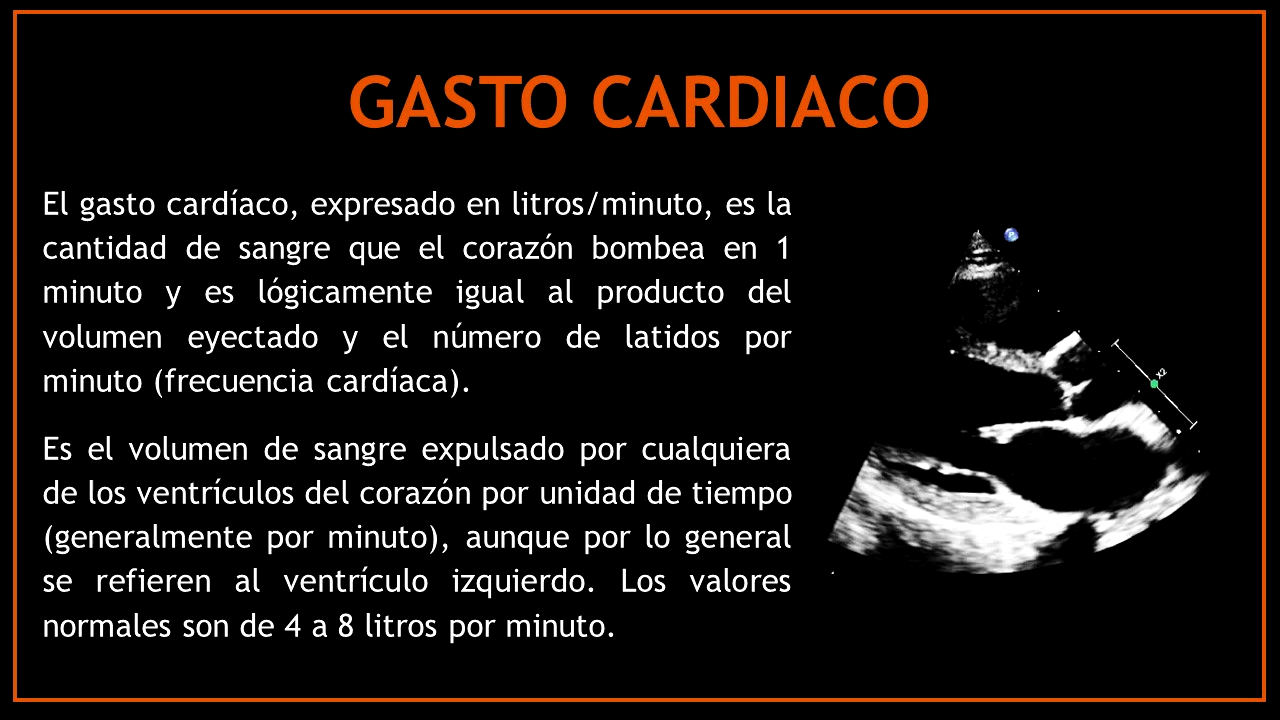 GASTO CARDIACO
El gasto cardíaco, expresado en litros/minuto, es la
cantidad de sangre que el corazón bombea en 1
minuto y es lógicamente igual al producto del
volumen eyectado y el número de latidos por
minuto (frecuencia cardíaca).
Es el volumen de sangre expulsado por cualquiera
de los ventrículos del corazón por unidad de tiempo
(generalmente por minuto), aunque por lo general
se refieren al ventrículo izquierdo. Los valores
normales son de 4 a 8 litros por minuto.
X2